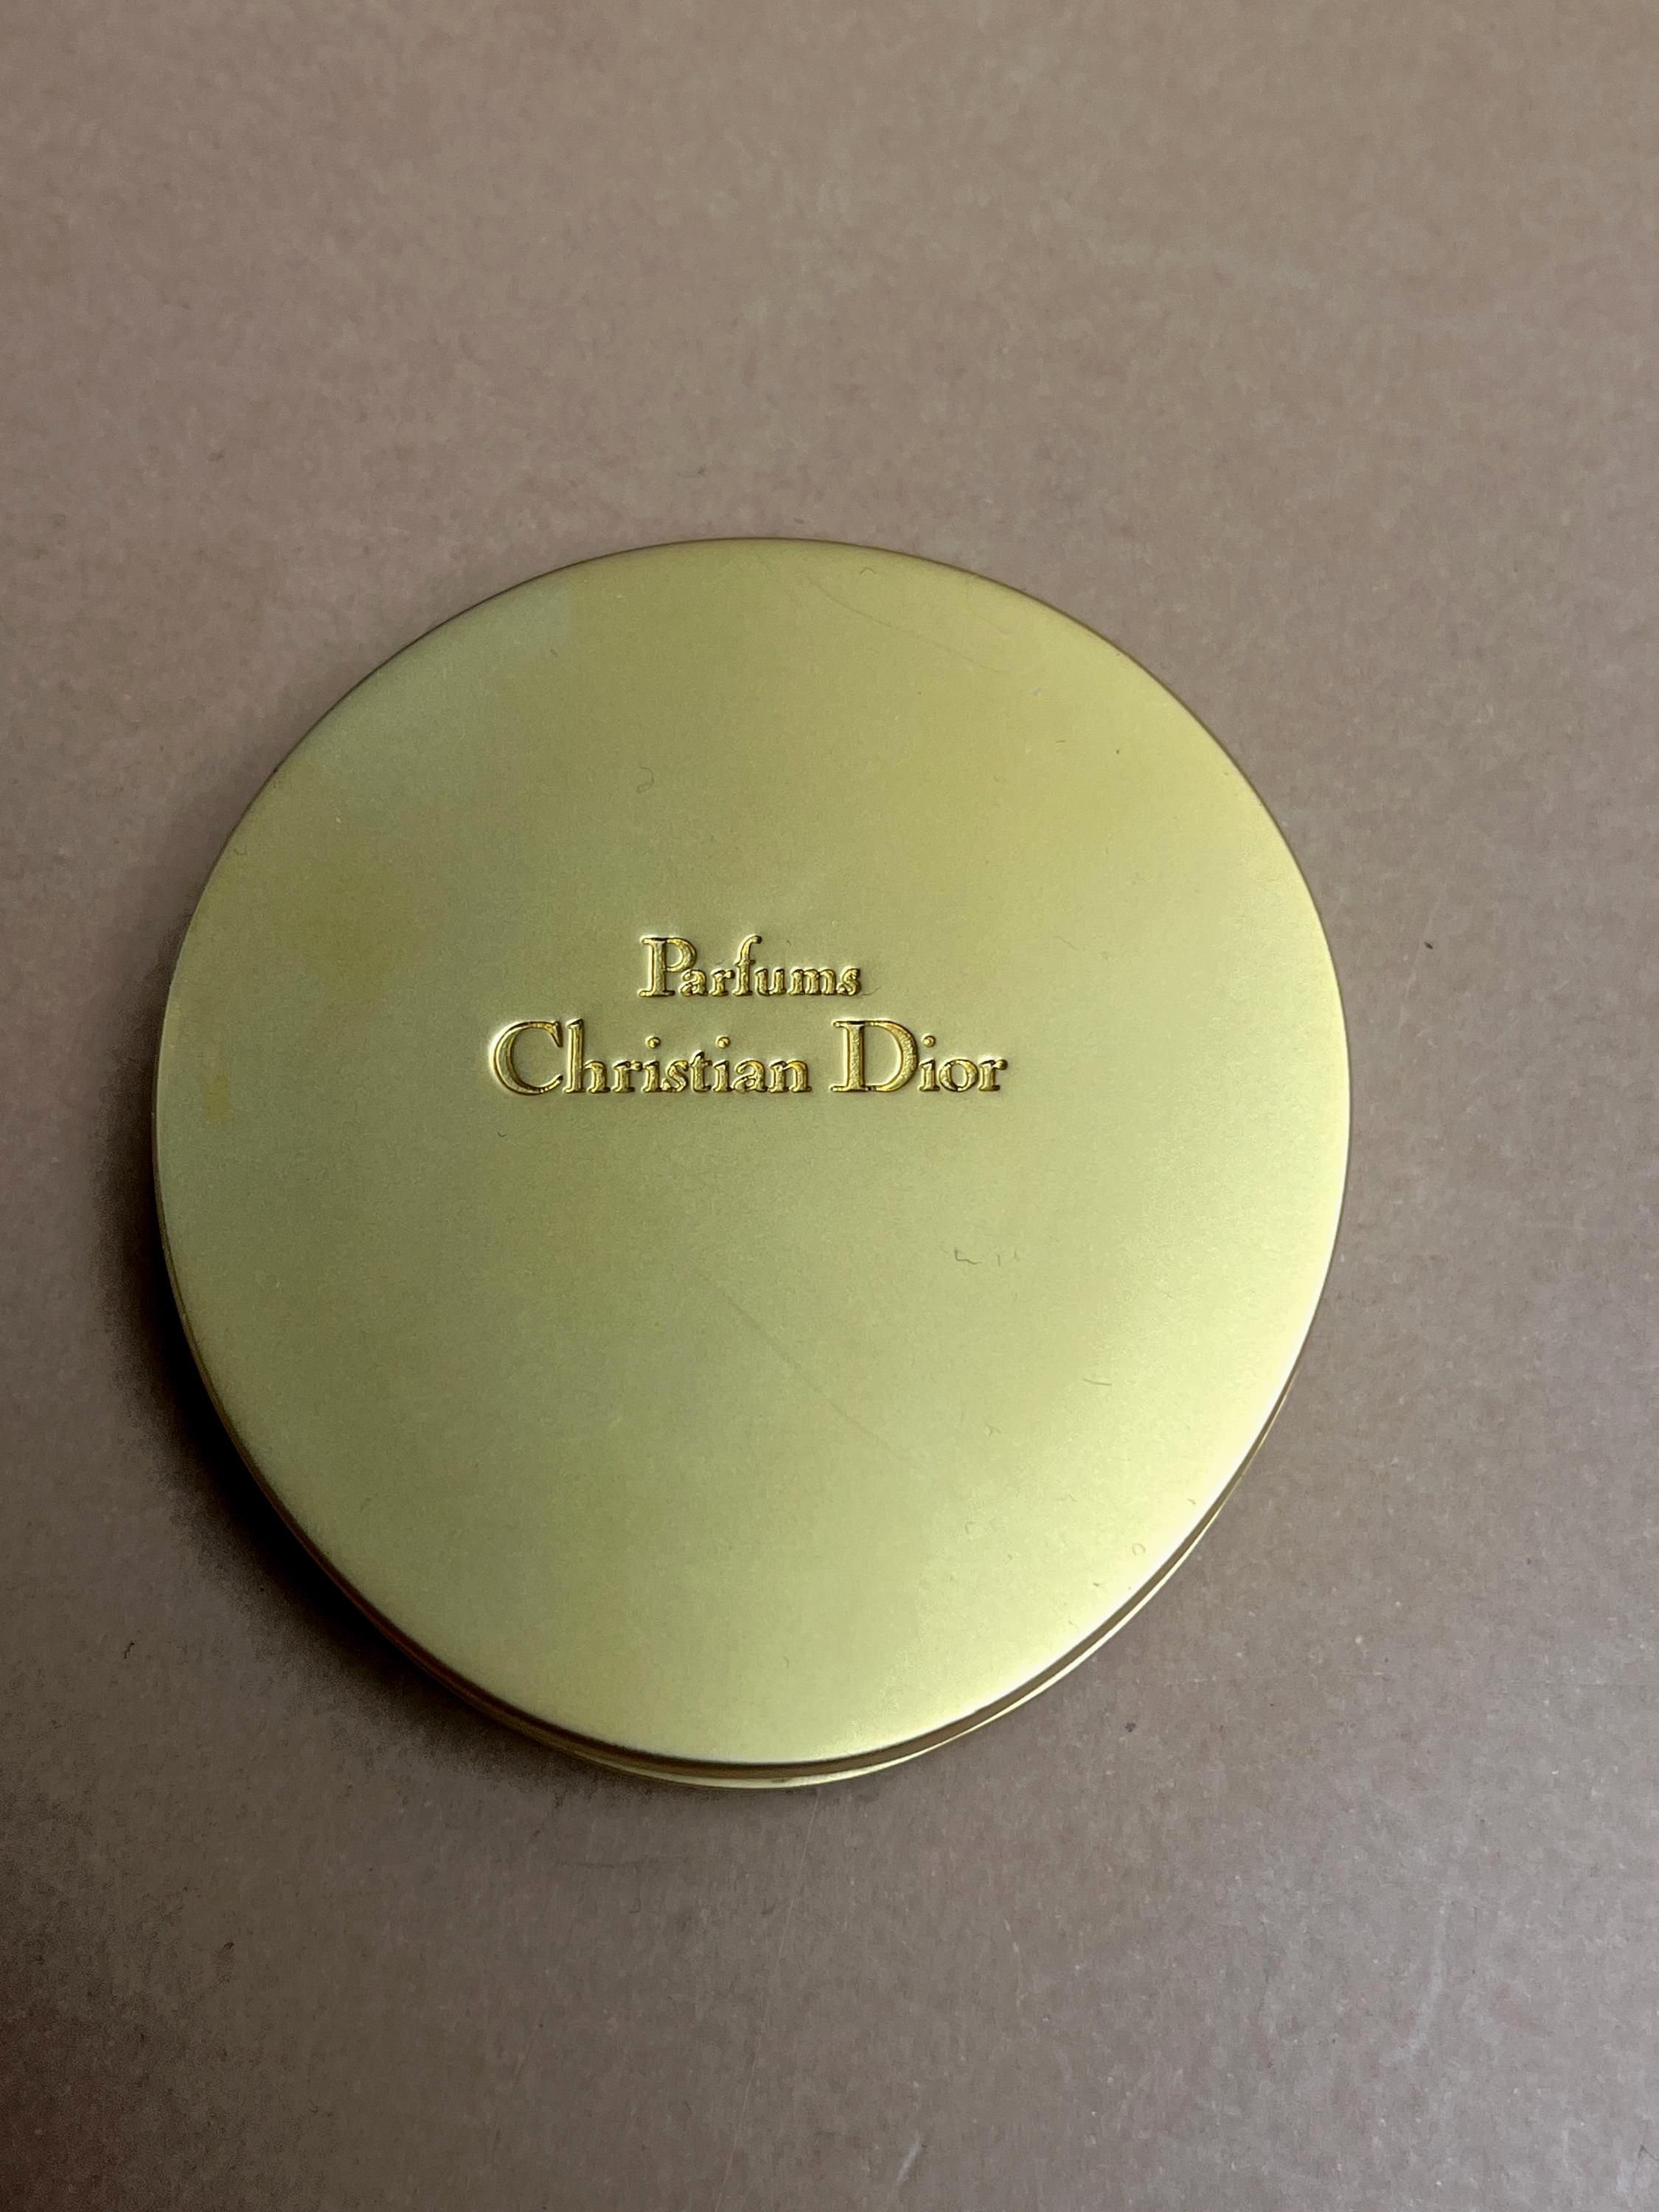 Parfums
Christian Dior